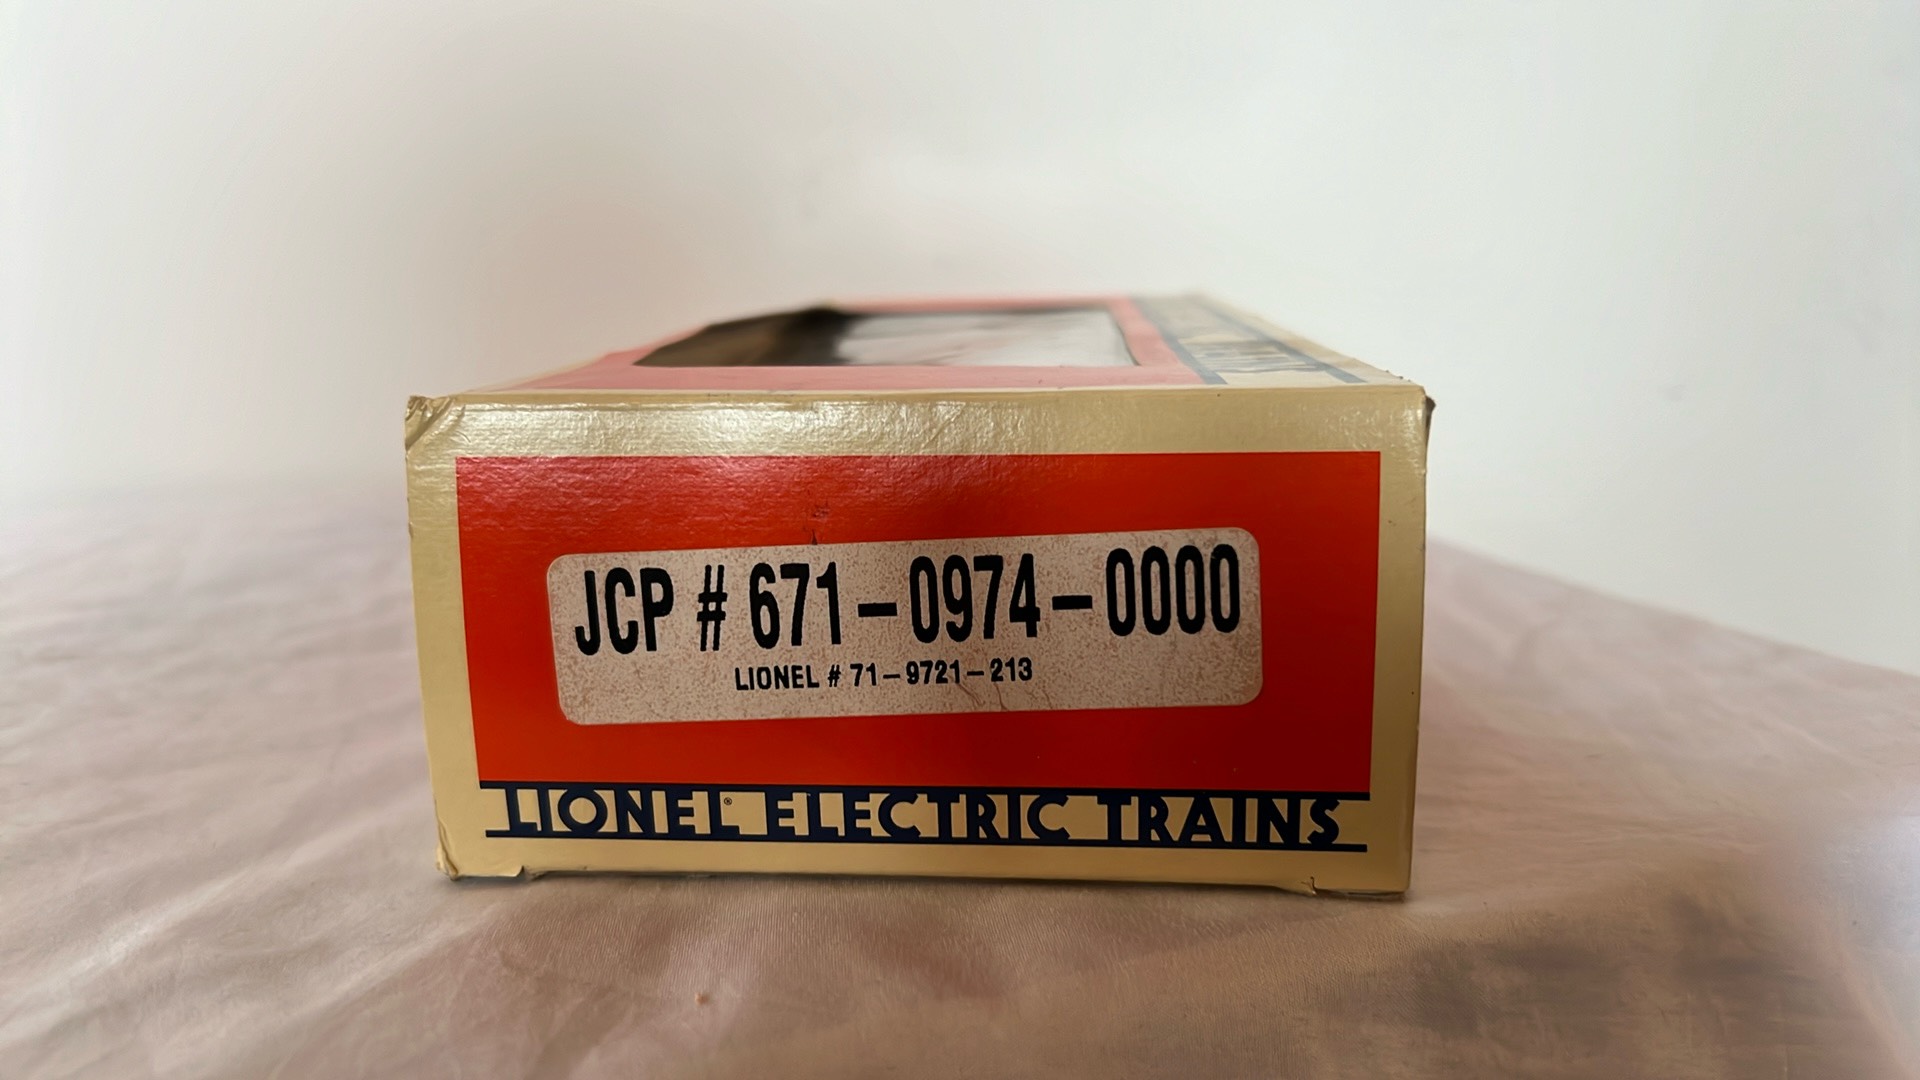 JCP # 671-0974-0000
LIONEL # 71-9721-213
LIONEL® ELECTRIC TRAINS